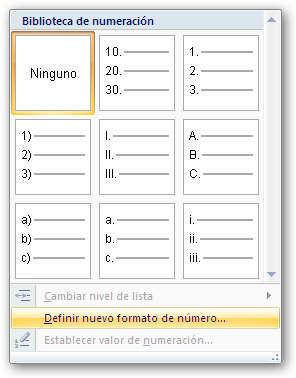 Biblioteca de numeración
Ninguno
10.
20.
30.
1.
2.
3.
1)
2)
3)
I.
II.
III.
A.
B.
C.
a)
b)
c)
a.
b.
c.
i.
ii.
iii.
Cambiar nivel de lista
Definir nuevo formato de número...
Establecer valor de numeración...